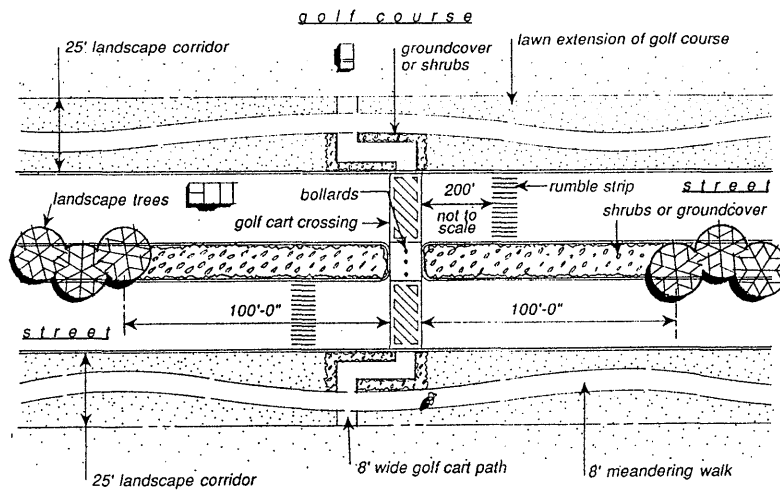 golf course
25' landscape corridor
groundcover
or shrubs
lawn extension of golf course
landscape trees
bollards
golf cart crossing
200'
not to
scale
rumble strip
street
shrubs or groundcover
100'-0"
100'-0"
street
25' landscape corridor
8' wide golf cart path
8' meandering walk